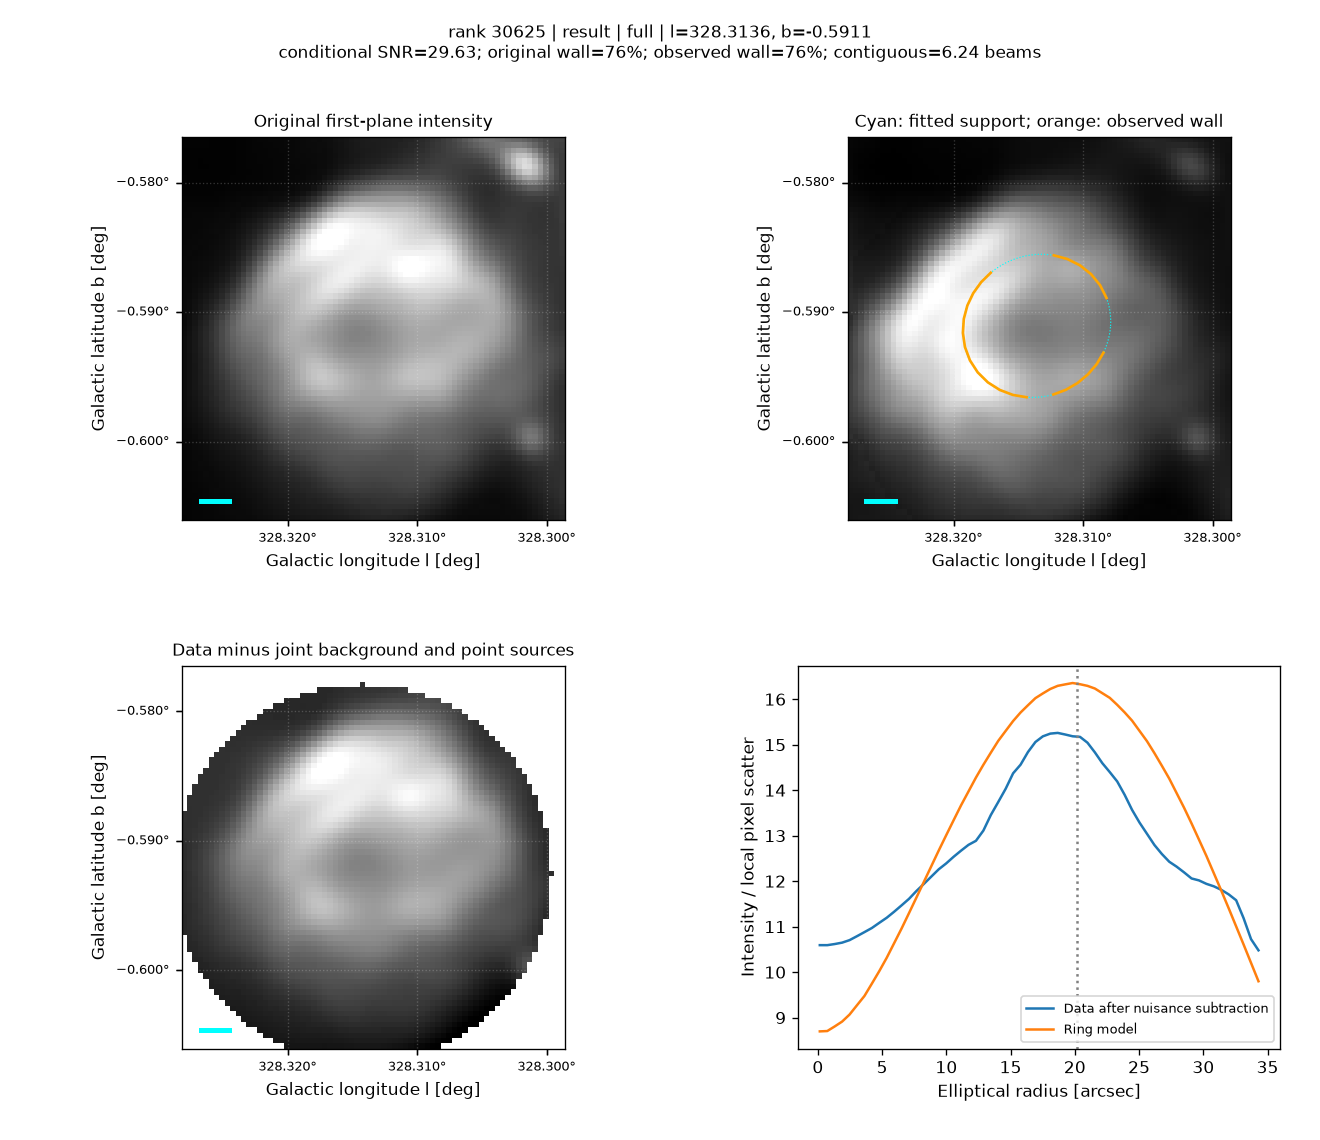 rank 30625 | result | full | l=328.3136, b=-0.5911
conditional SNR=29.63; original wall=76%; observed wall=76%; contiguous=6.24 beams
Original first-plane intensity
−0.580°
−0.590°
−0.600°
Galactic latitude b [deg]
328.320°
328.310°
328.300°
Galactic longitude l [deg]
Cyan: fitted support; orange: observed wall
−0.580°
−0.590°
−0.600°
Galactic latitude b [deg]
328.320°
328.310°
328.300°
Galactic longitude l [deg]
Data minus joint background and point sources
−0.580°
−0.590°
−0.600°
Galactic latitude b [deg]
328.320°
328.310°
328.300°
Galactic longitude l [deg]
16
15
14
13
12
11
10
9
Intensity / local pixel scatter
Data after nuisance subtraction
Ring model
0
5
10
15
20
25
30
35
Elliptical radius [arcsec]